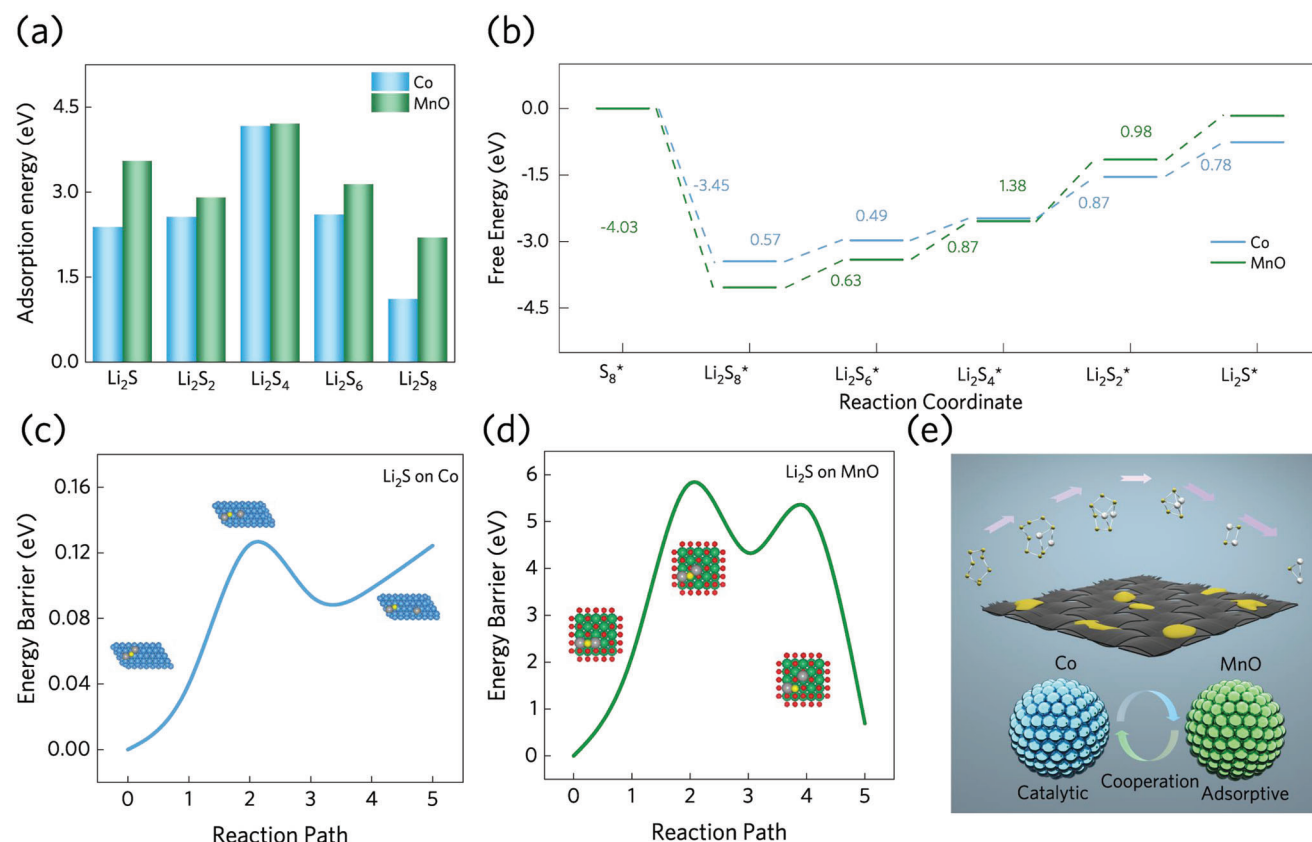 (a)
Adsorption energy (eV)
4.5
3.0
1.5
0.0
Co
MnO
Li₂S
Li₂S₂
Li₂S₄
Li₂S₆
Li₂S₈
(b)
Free Energy (eV)
0.0
-1.5
-3.0
-4.5
-3.45
-4.03
0.57
0.63
0.49
0.87
1.38
0.87
0.98
0.78
Co
MnO
S₈*
Li₂S₈*
Li₂S₆*
Li₂S₄*
Li₂S₂*
Li₂S*
Reaction Coordinate
(c)
Energy Barrier (eV)
0.16
0.12
0.08
0.04
0.00
Li₂S on Co
0 1 2 3 4 5
Reaction Path
(d)
Energy Barrier (eV)
6
5
4
3
2
1
0
Li₂S on MnO
0 1 2 3 4 5
Reaction Path
(e)
Co
MnO
Cooperation
Catalytic
Adsorptive